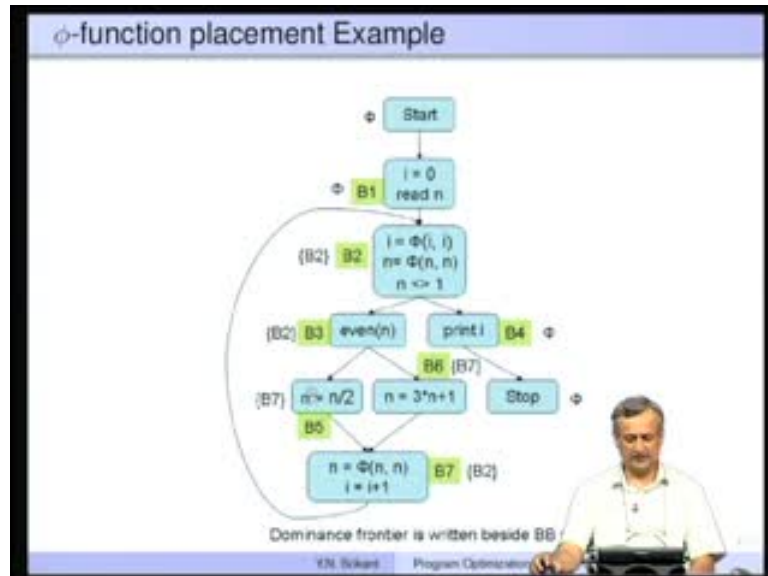 ϕ-function placement Example
Φ Start
i = 0
Φ B1 read n
i = Φ(i, i)
{B2} B2 n= Φ(n, n)
n <> 1
{B2} B3 even(n) print i B4 Φ
B6 {B7}
{B7} n/2 n = 3*n+1 Stop Φ
B5
n = Φ(n, n) B7 {B2}
i = i+1
Dominance frontier is written beside BB
Y.N. Srikant Program Optimization